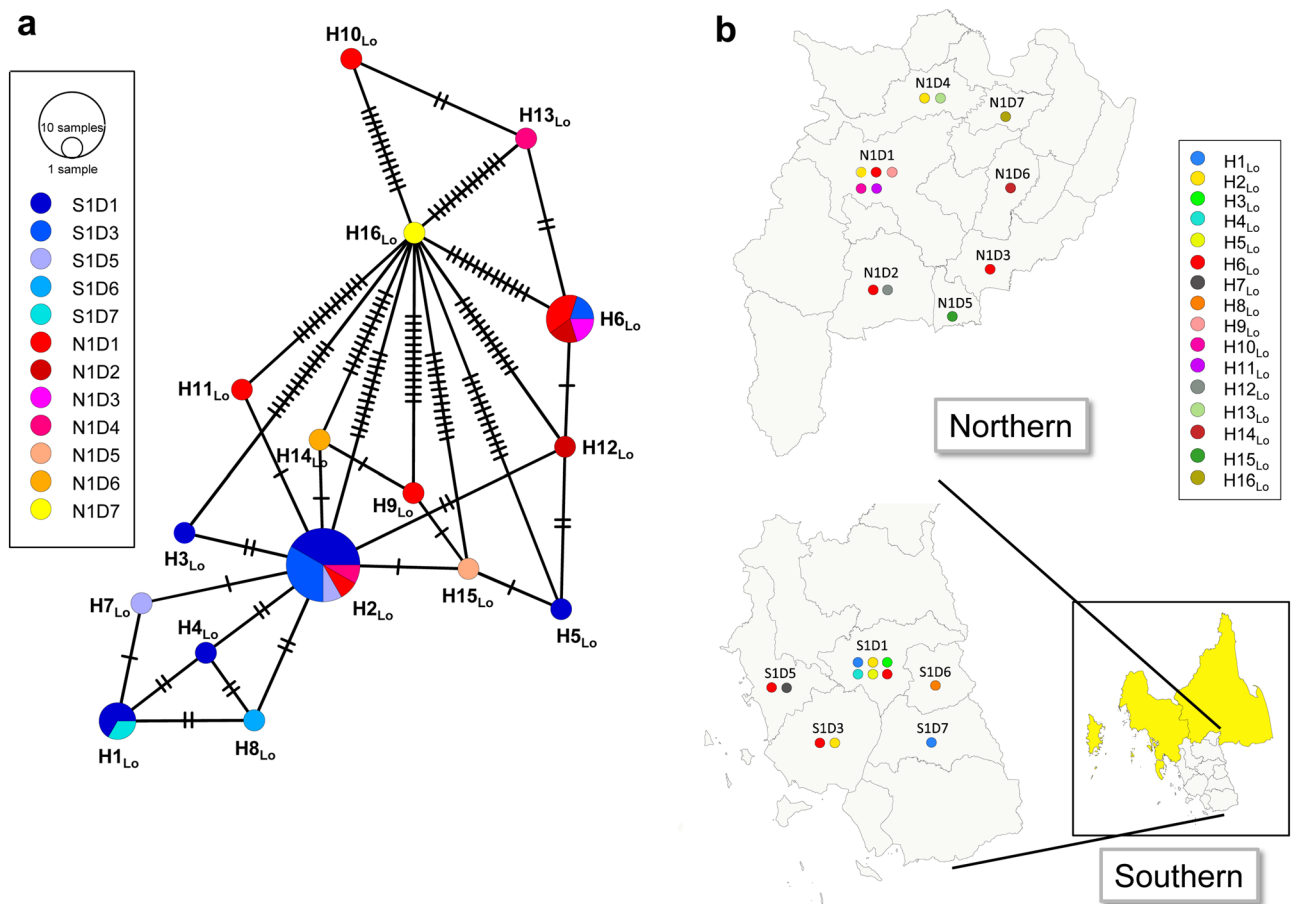 a
10 samples
1 sample
S1D1
S1D3
S1D5
S1D6
S1D7
N1D1
N1D2
N1D3
N1D4
N1D5
N1D6
N1D7
H10Lo
H13Lo
H16Lo
H6Lo
H11Lo
H14Lo
H12Lo
H9Lo
H3Lo
H2Lo
H15Lo
H5Lo
H7Lo
H4Lo
H1Lo
H8Lo
b
N1D4
N1D7
N1D1
N1D6
N1D3
N1D2
N1D5
Northern
H1Lo
H2Lo
H3Lo
H4Lo
H5Lo
H6Lo
H7Lo
H8Lo
H9Lo
H10Lo
H11Lo
H12Lo
H13Lo
H14Lo
H15Lo
H16Lo
S1D1
S1D5
S1D6
S1D3
S1D7
Southern